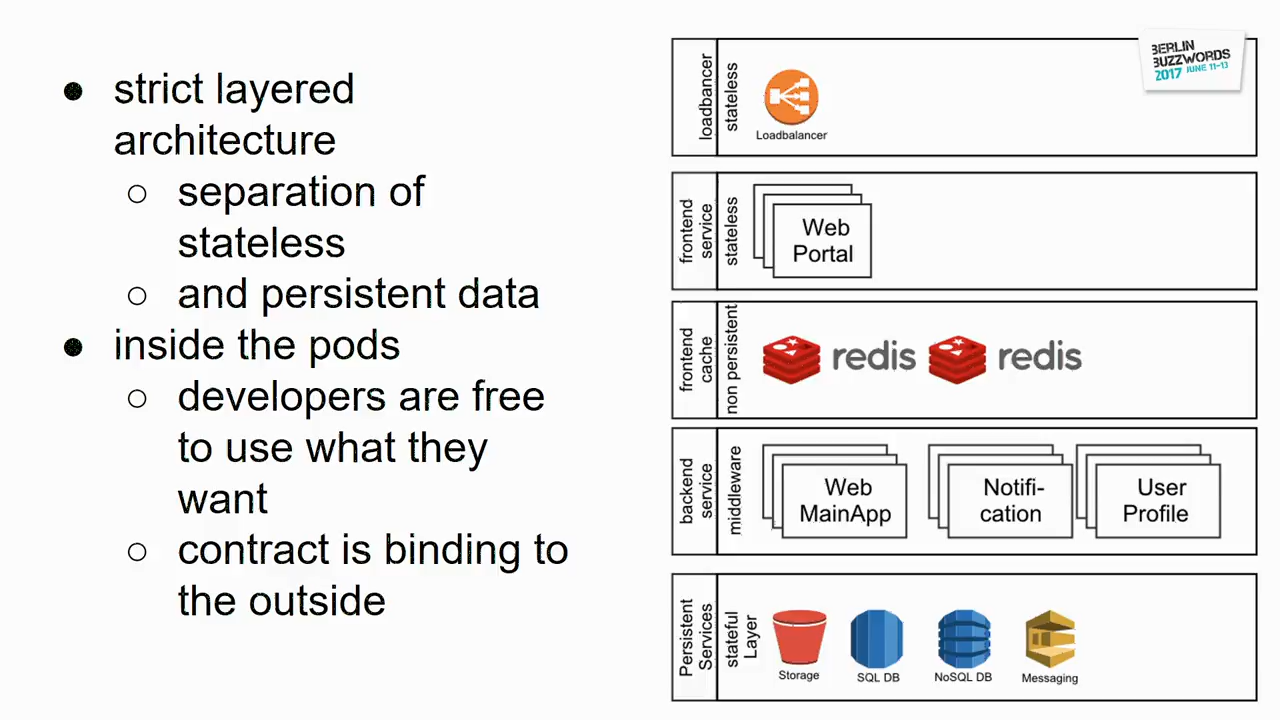 strict layered
architecture
separation of
stateless
and persistent data
inside the pods
developers are free
to use what they
want
contract is binding to
the outside
BERLIN
BUZZWORDS
2017 JUNE 11-13
loadbancer
stateless
Loadbalancer
frontend
service
stateless
Web
Portal
frontend
cache
non persistent
redis
redis
backend
service
middleware
Web
MainApp
Notifi-
cation
User
Profile
Persistent
Services
stateful
Layer
Storage
SQL DB
NoSQL DB
Messaging